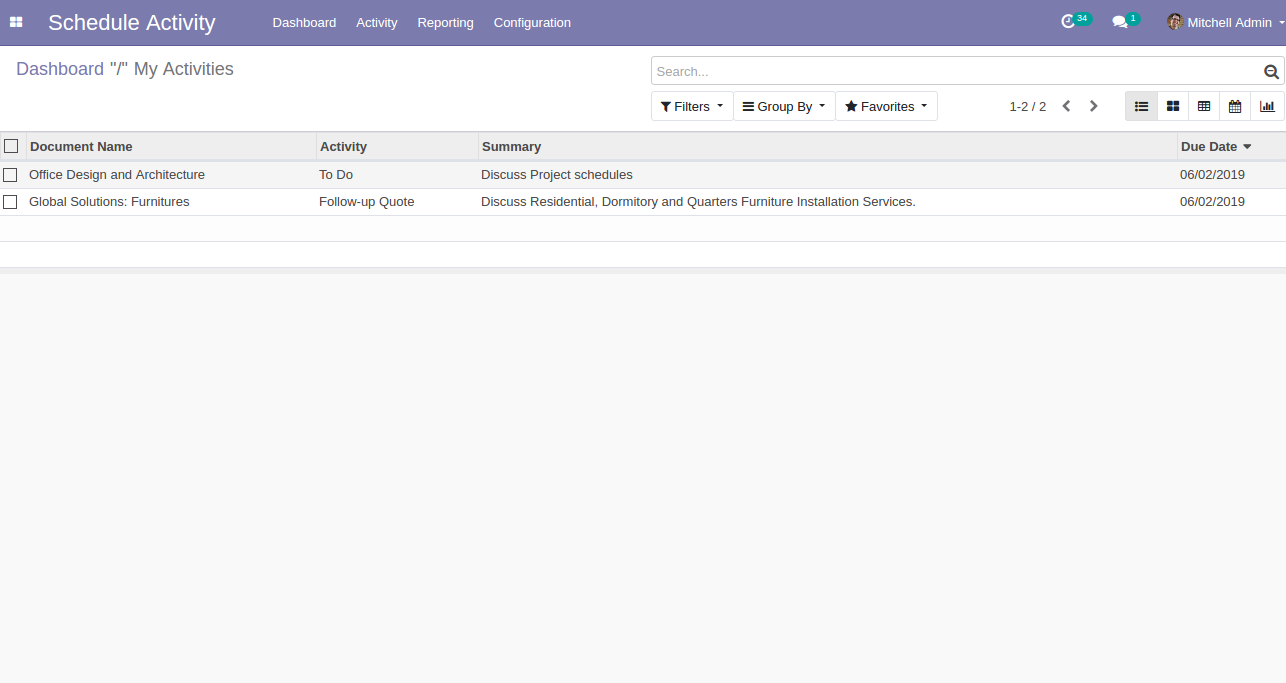 Schedule Activity Dashboard Activity Reporting Configuration 34 1 Mitchell Admin
Dashboard "/" My Activities
Search...
Filters Group By Favorites 1-2 / 2
Document Name Activity Summary Due Date
Office Design and Architecture To Do Discuss Project schedules 06/02/2019
Global Solutions: Furnitures Follow-up Quote Discuss Residential, Dormitory and Quarters Furniture Installation Services. 06/02/2019